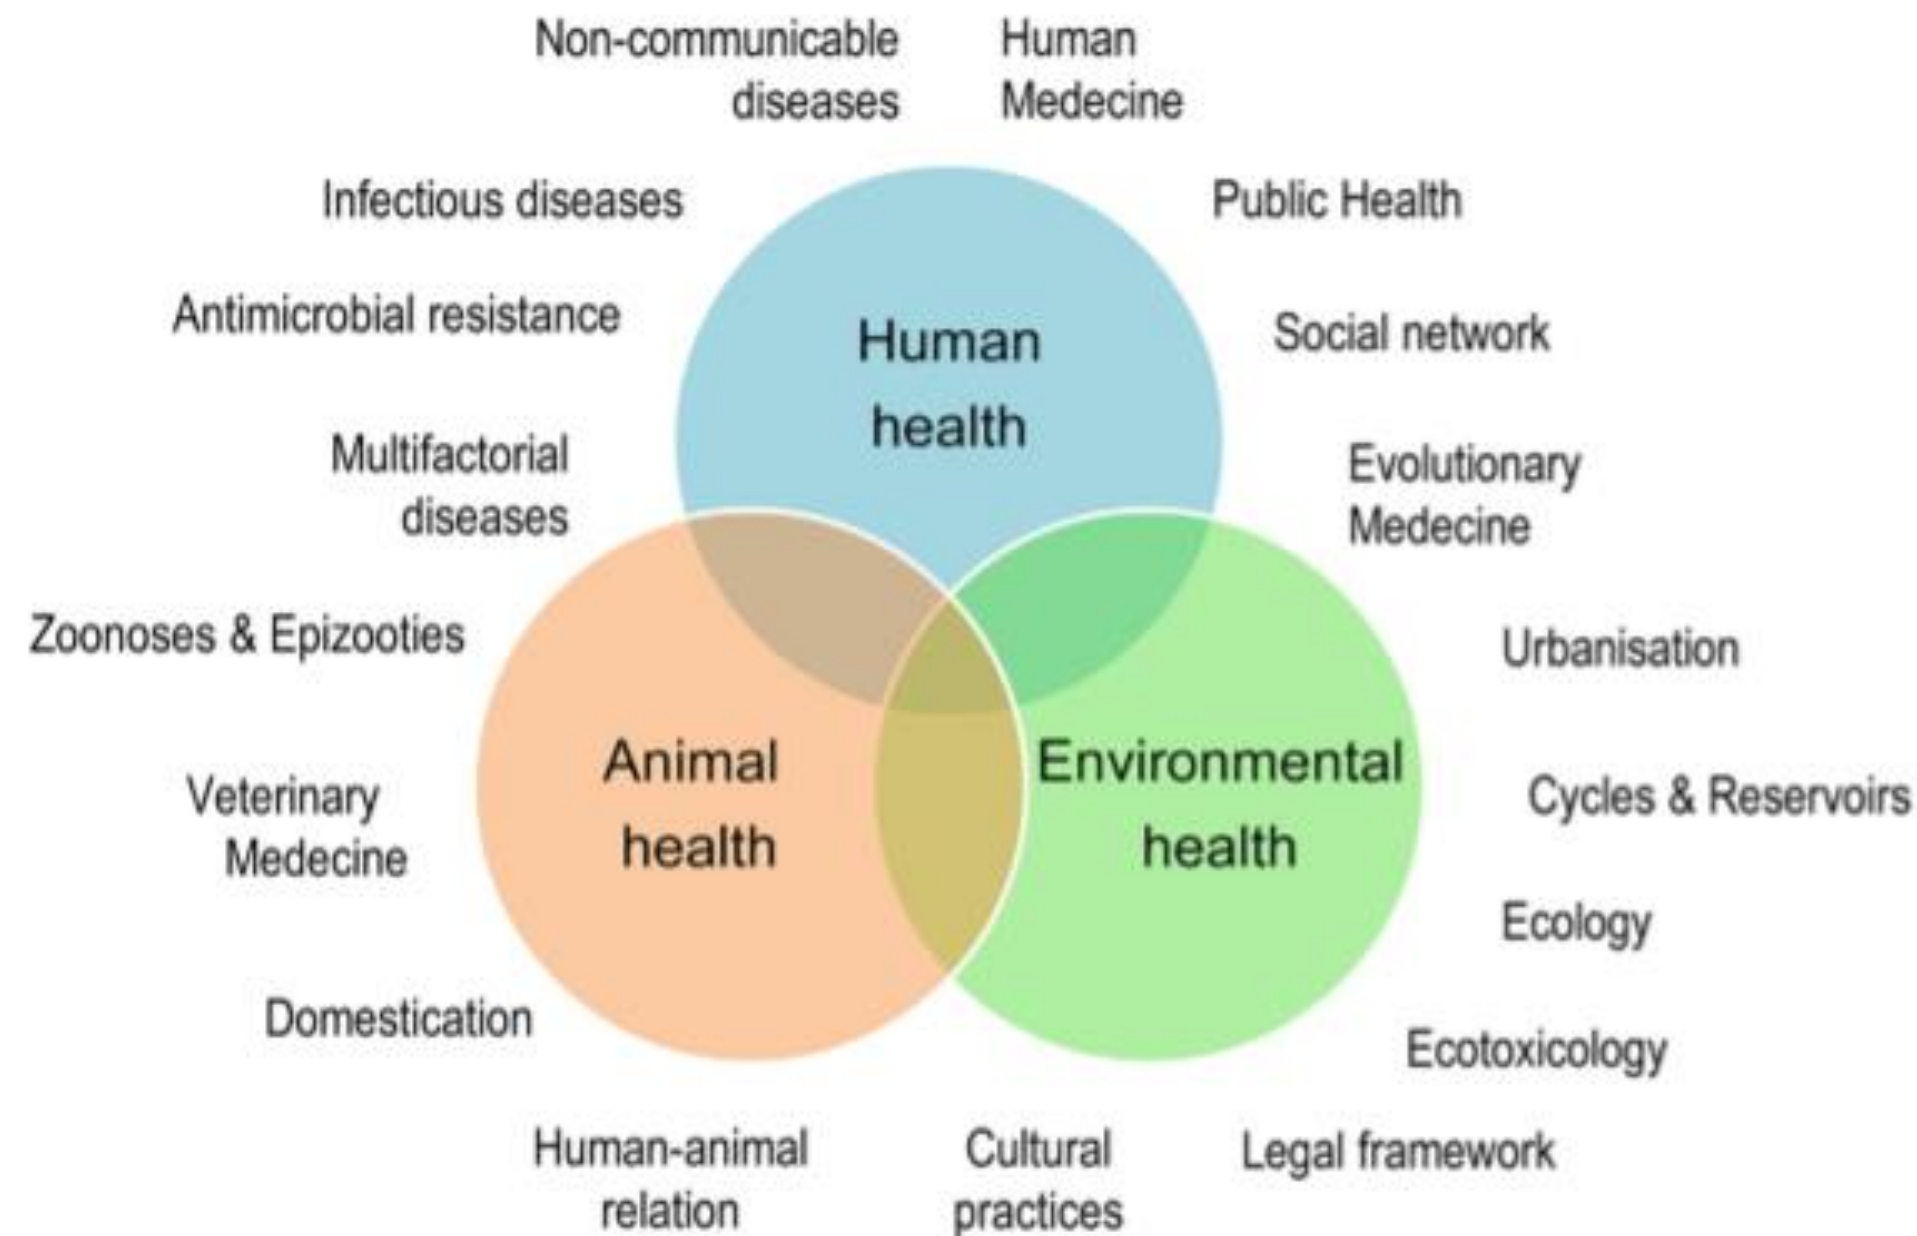 Non-communicable
diseases
Human
Medecine
Infectious diseases
Public Health
Antimicrobial resistance
Social network
Human
health
Multifactorial
diseases
Evolutionary
Medecine
Zoonoses & Epizooties
Urbanisation
Animal
health
Environmental
health
Veterinary
Medecine
Cycles & Reservoirs
Ecology
Domestication
Ecotoxicology
Human-animal
relation
Cultural
practices
Legal framework